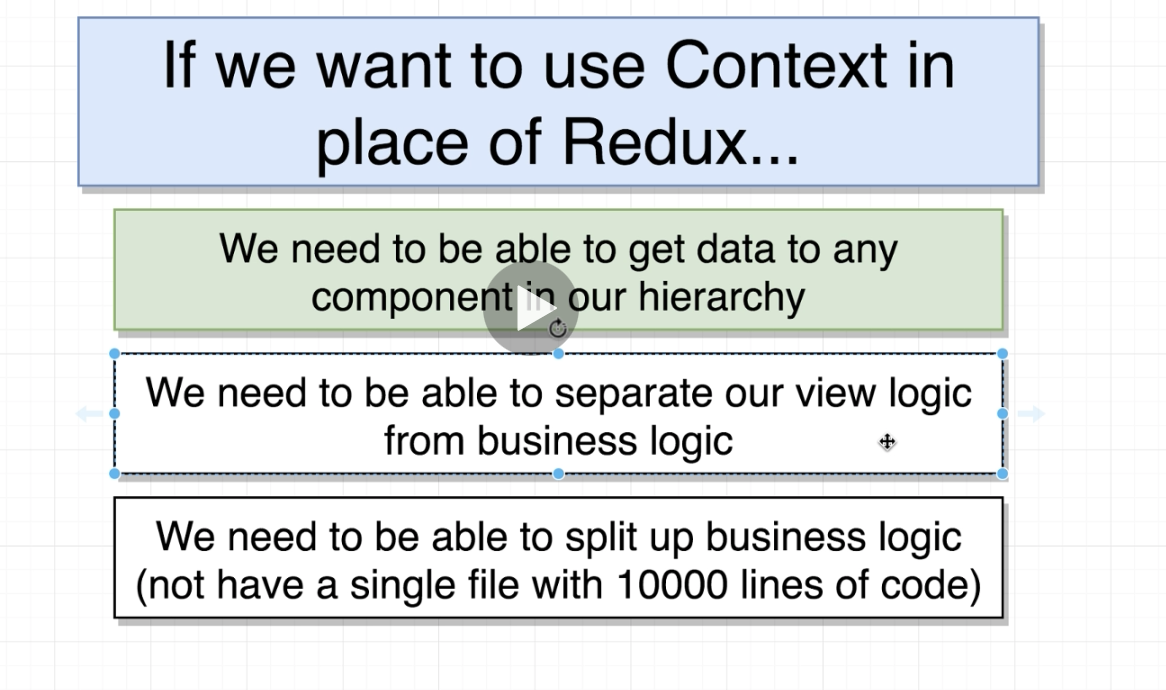 If we want to use Context in
place of Redux...
We need to be able to get data to any
component in our hierarchy
We need to be able to separate our view logic
from business logic
We need to be able to split up business logic
(not have a single file with 10000 lines of code)